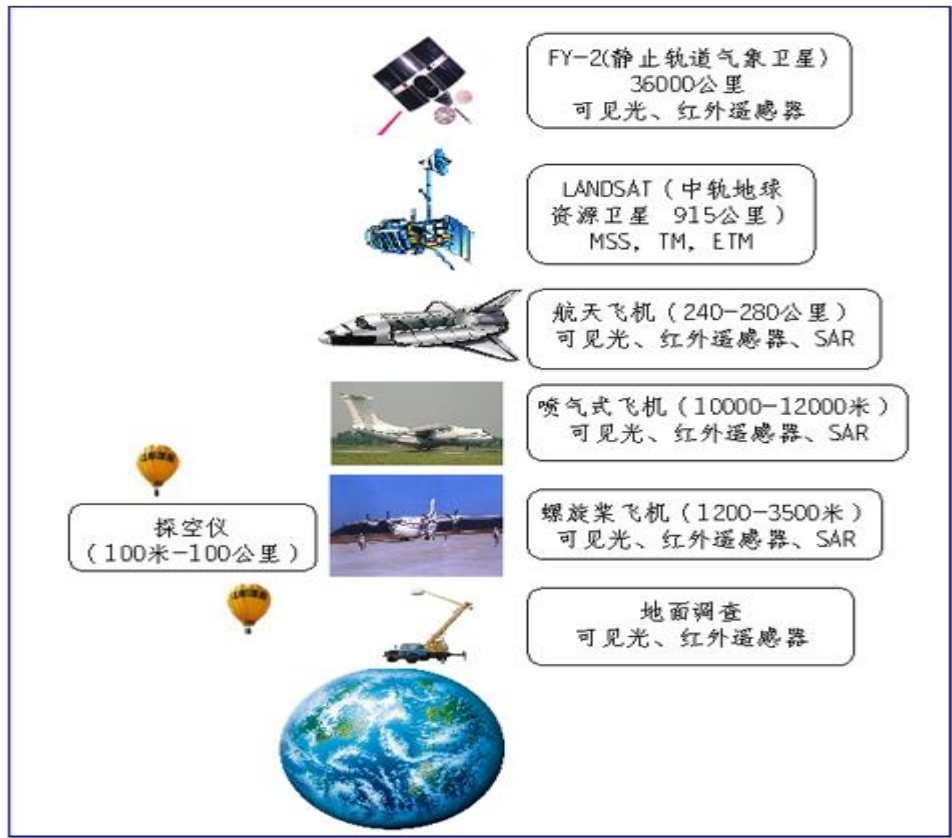 FY-2(静止轨道气象卫星)
36000公里
可见光、红外遥感器
LANDSAT（中轨地球
资源卫星 915公里）
MSS，TM，ETM
航天飞机（240-280公里）
可见光、红外遥感器、SAR
喷气式飞机（10000-12000米）
可见光、红外遥感器、SAR
探空仪
（100米-100公里）
螺旋桨飞机（1200-3500米）
可见光、红外遥感器、SAR
地面调查
可见光、红外遥感器